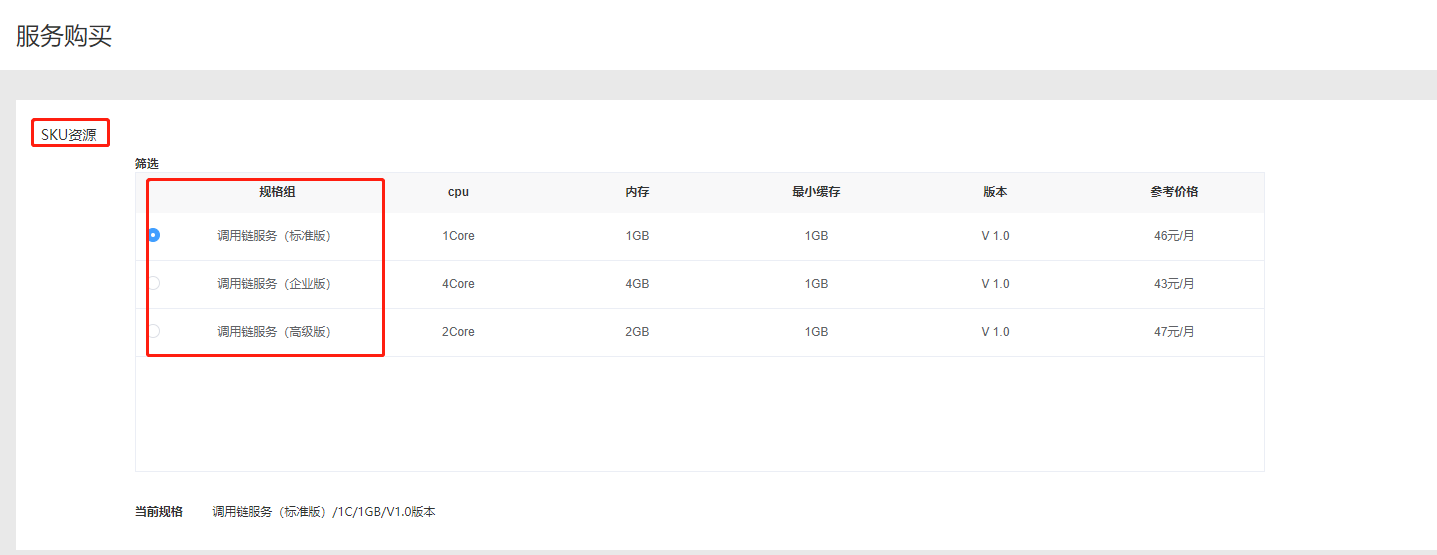 服务购买
SKU资源
筛选
规格组 cpu 内存 最小缓存 版本 参考价格
调用链服务（标准版） 1Core 1GB 1GB V 1.0 46元/月
调用链服务（企业版） 4Core 4GB 1GB V 1.0 43元/月
调用链服务（高级版） 2Core 2GB 1GB V 1.0 47元/月
当前规格 调用链服务（标准版）/1C/1GB/V1.0版本